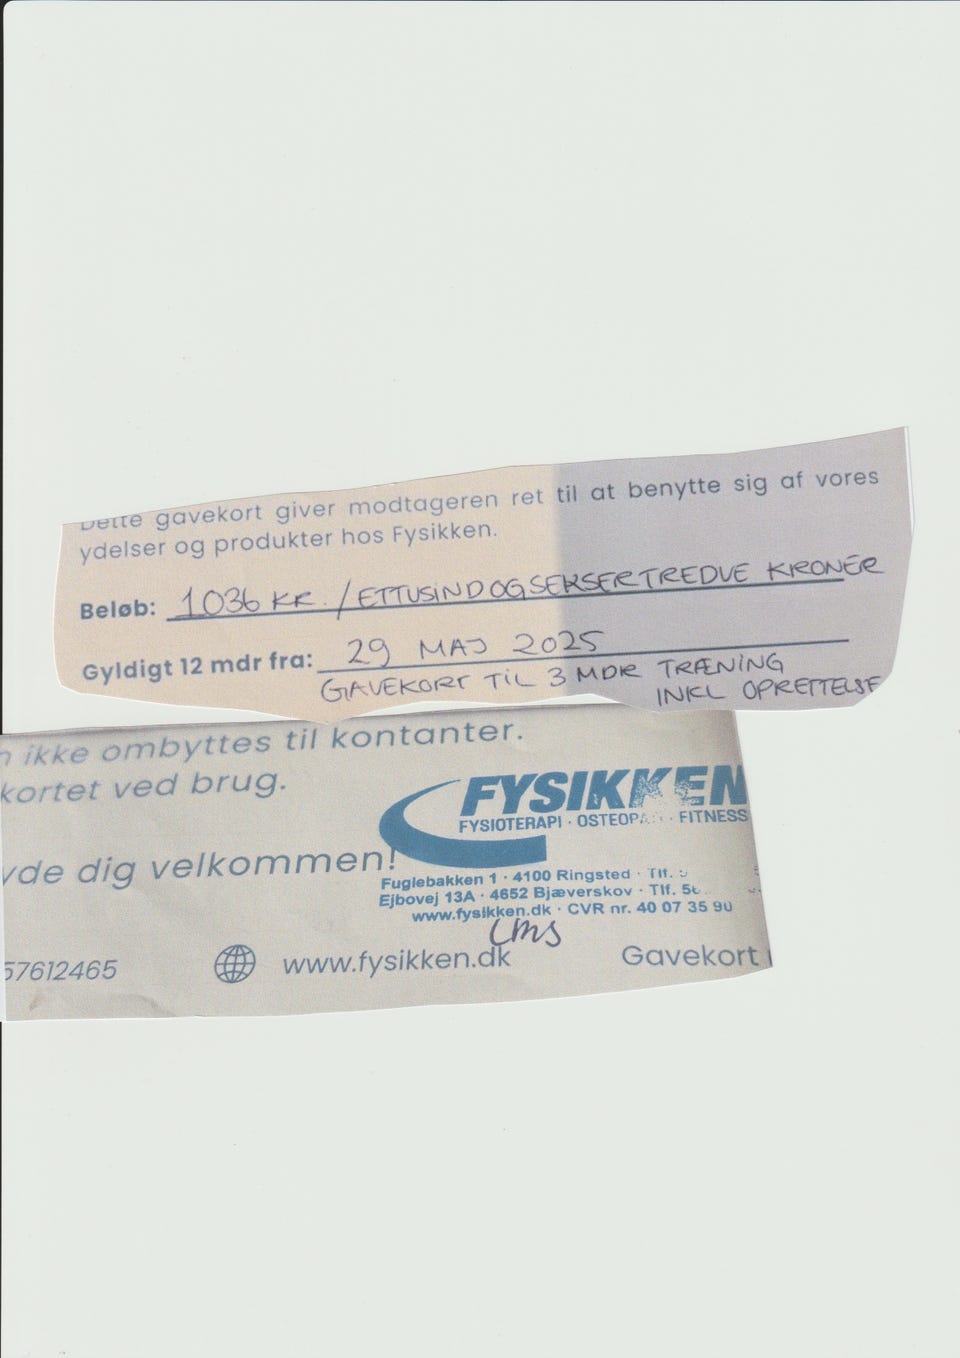 Dette gavekort giver modtageren ret til at benytte sig af vores
ydelser og produkter hos Fysikken.
Beløb: 1036 KR. / ETTUSINDOGSEKSERTREDVE KRONER
Gyldigt 12 mdr fra: 29 MAJ 2025
GAVEKORT TIL 3 MDR TRÆNING
INKL OPRETTELSE
ikke ombyttes til kontanter.
kortet ved brug.
dig velkommen!
FYSIKKEN
FYSIOTERAPI · OSTEOPA · FITNESS
Fuglebakken 1 · 4100 Ringsted · Tlf.
Ejbovej 13A · 4652 Bjæverskov · Tlf. 56
www.fysikken.dk · CVR nr. 40 07 35 90
57612465
www.fysikken.dk
Gavekort